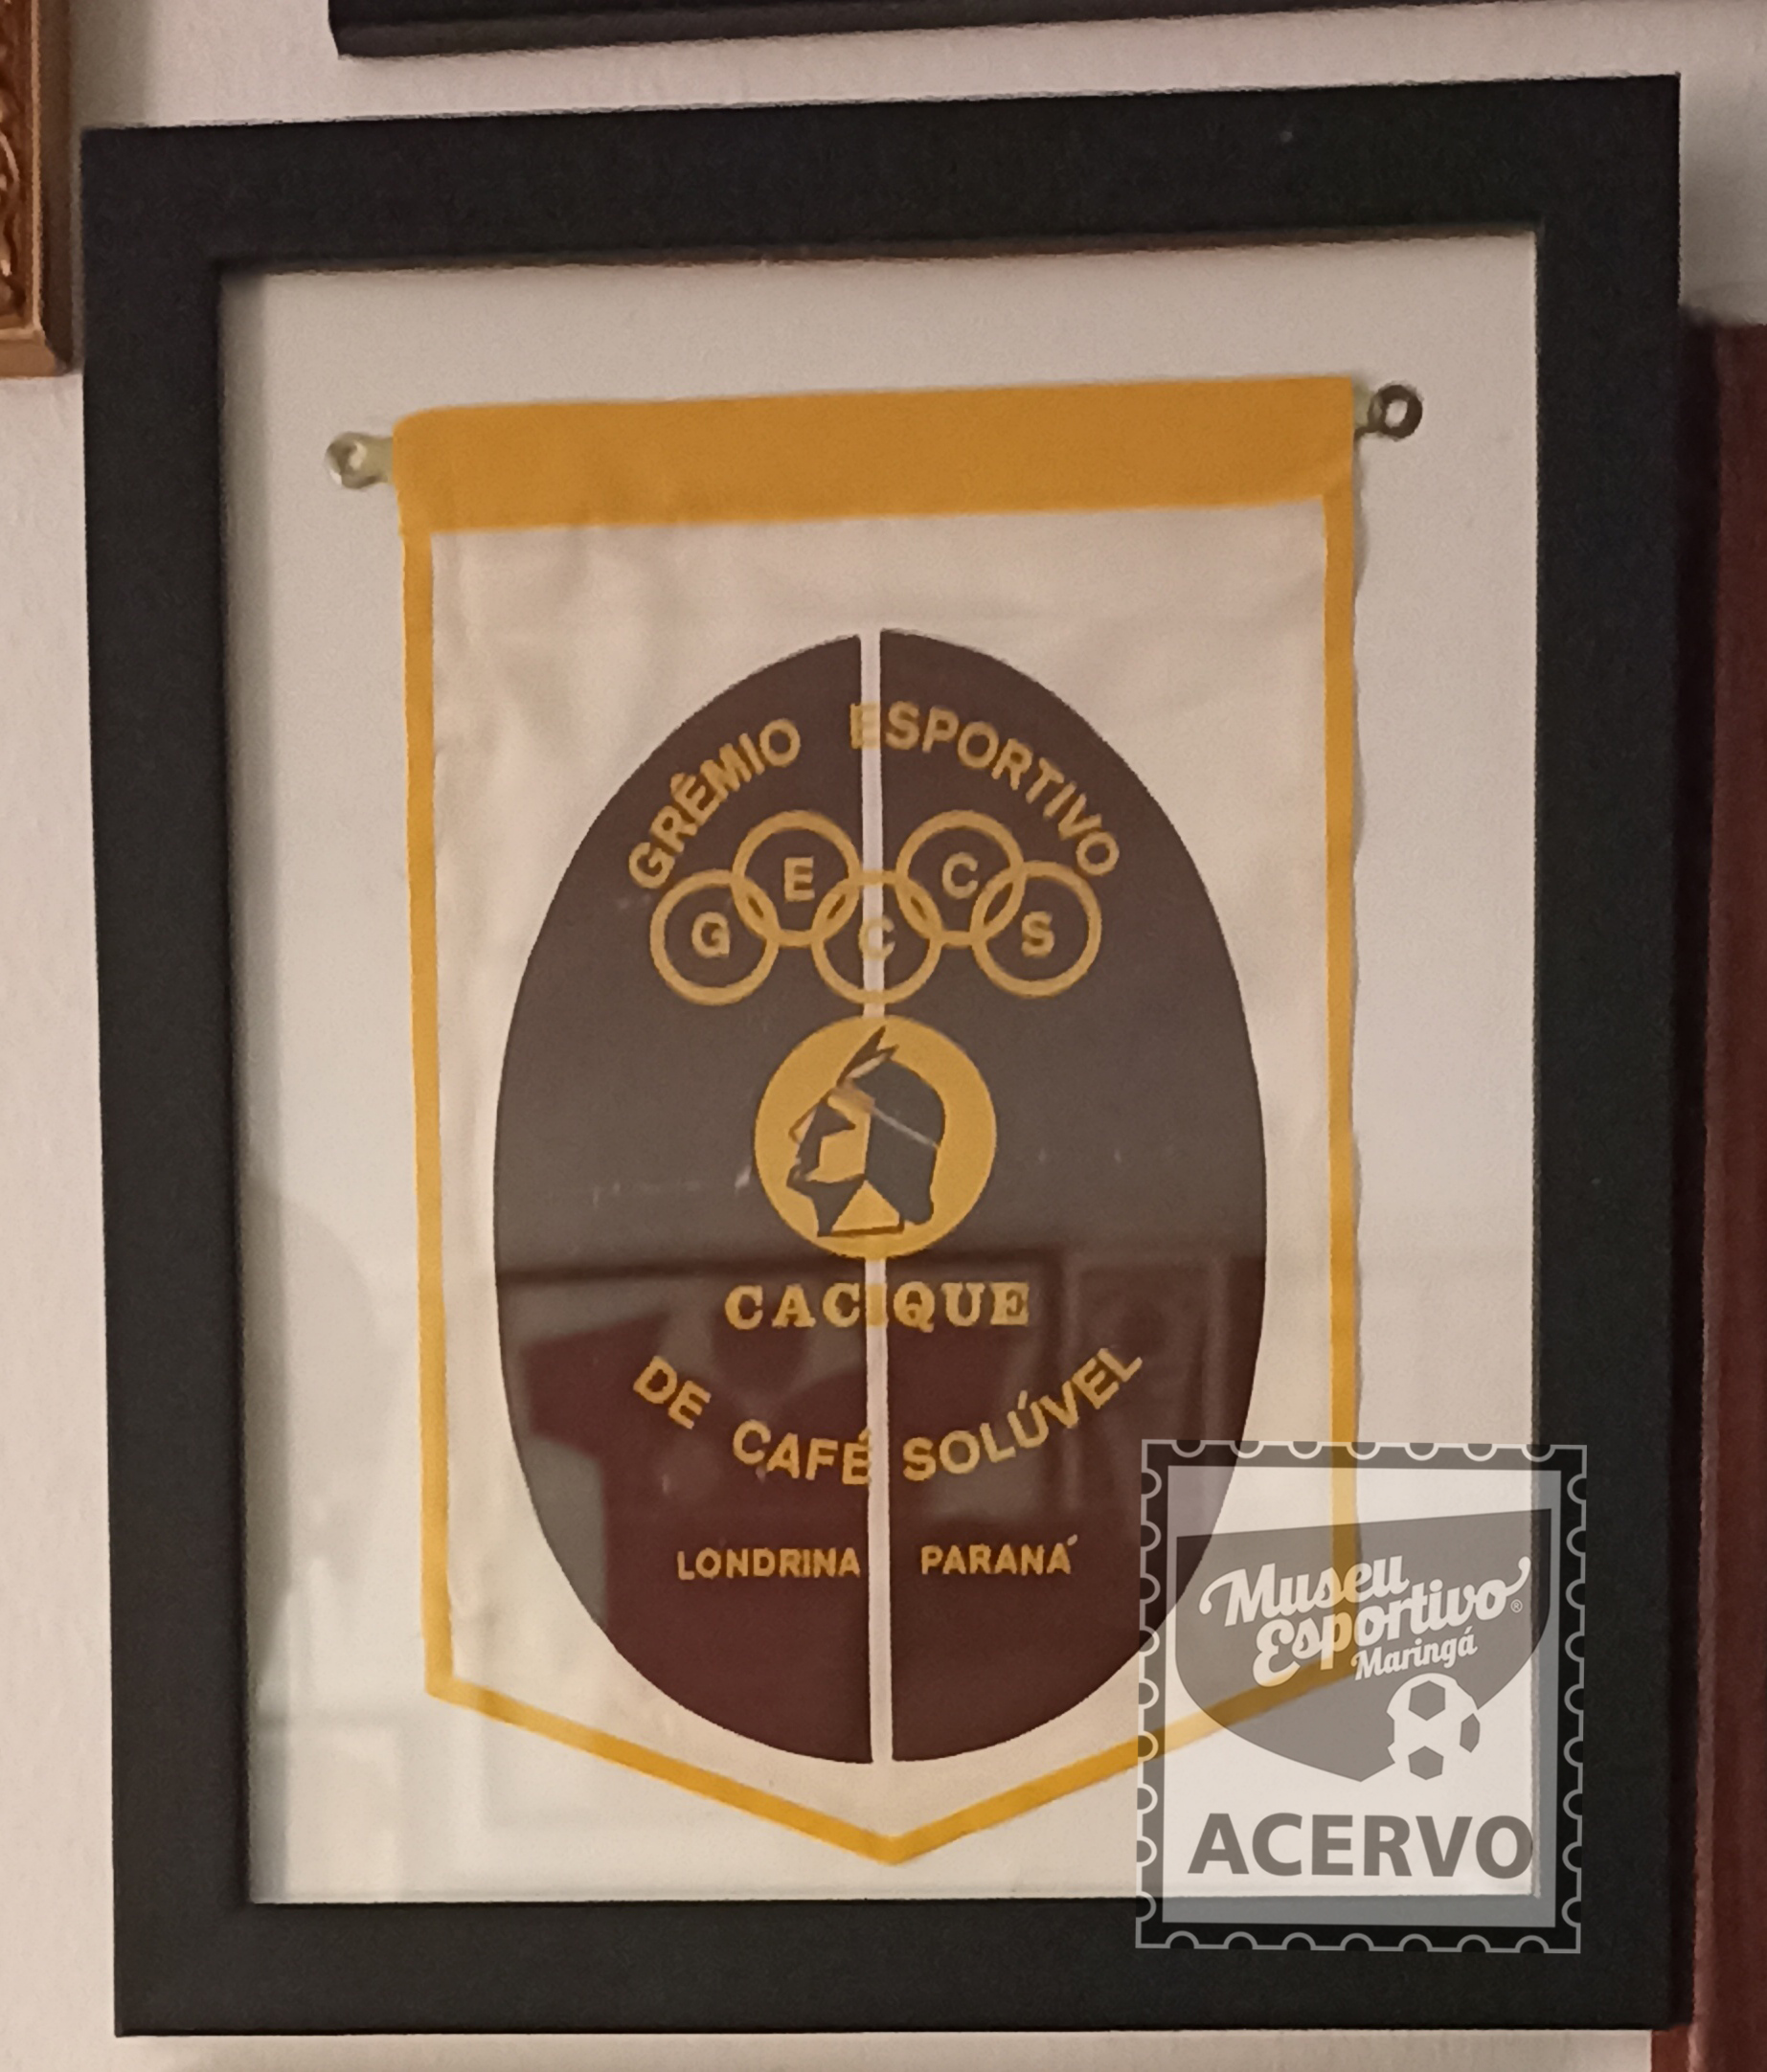 GRÊMIO ESPORTIVO
G E C C S
CACIQUE
DE CAFÉ SOLÚVEL
LONDRINA PARANÁ
Museu
Esportivo®
Maringá
ACERVO